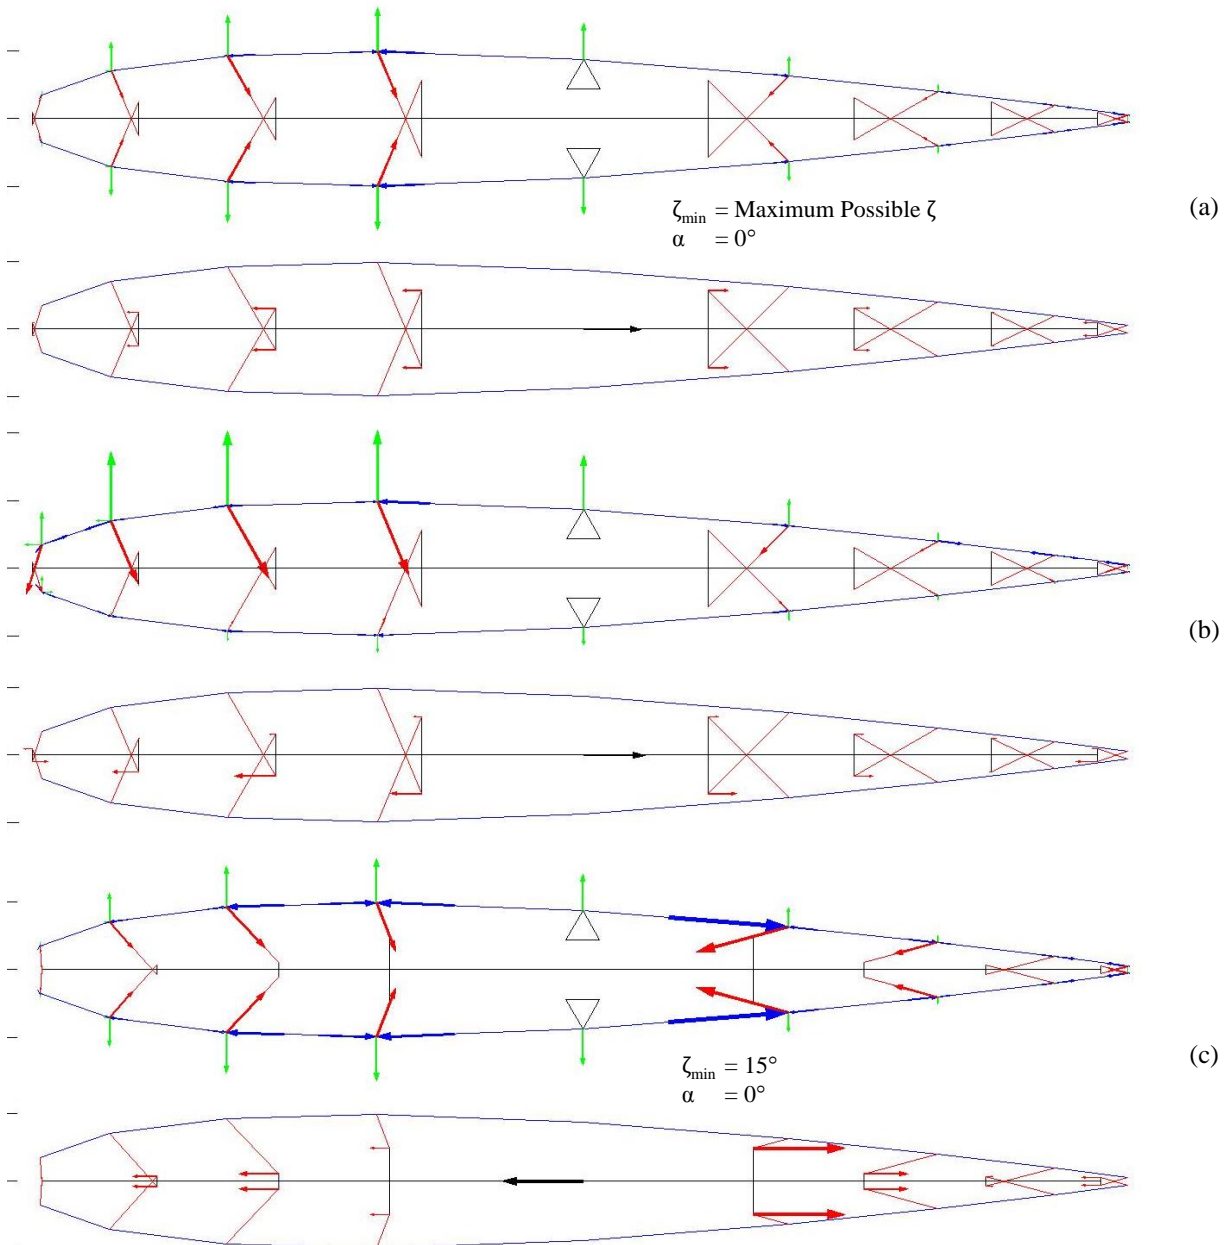 (a)
ζmin = Maximum Possible ζ
α = 0°
(b)
(c)
ζmin = 15°
α = 0°